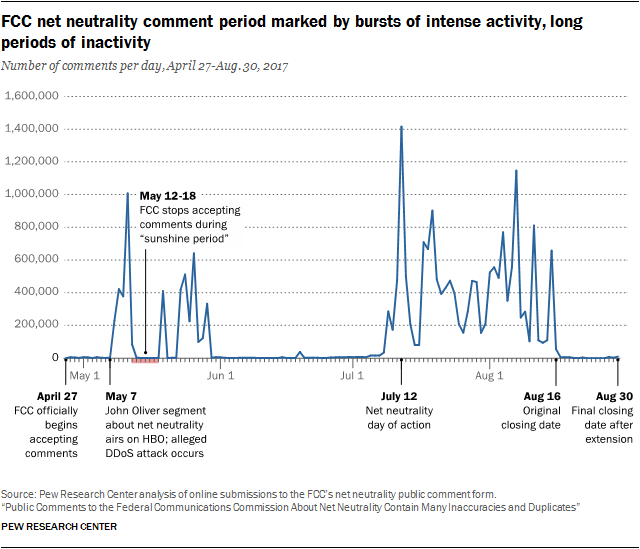 FCC net neutrality comment period marked by bursts of intense activity, long
periods of inactivity
Number of comments per day, April 27-Aug. 30, 2017
1,600,000
1,400,000
1,200,000
1,000,000
800,000
600,000
400,000
200,000
0
May 12-18
FCC stops accepting
comments during
“sunshine period”
May 1
Jun 1
Jul 1
Aug 1
April 27
FCC officially
begins
accepting
comments
May 7
John Oliver segment
about net neutrality
airs on HBO; alleged
DDoS attack occurs
July 12
Net neutrality
day of action
Aug 16
Original
closing date
Aug 30
Final closing
date after
extension
Source: Pew Research Center analysis of online submissions to the FCC’s net neutrality public comment form.
“Public Comments to the Federal Communications Commission About Net Neutrality Contain Many Inaccuracies and Duplicates”
PEW RESEARCH CENTER